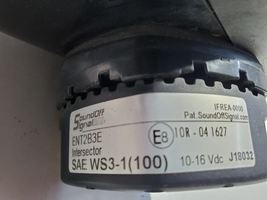 SoundOff
Signal
IFREA-0000
Pat.SoundOffSignal.com
ENT2B3E
Intersector
E8 10R - 04 1627
SAE WS3-1(100) 10-16 Vdc J18032